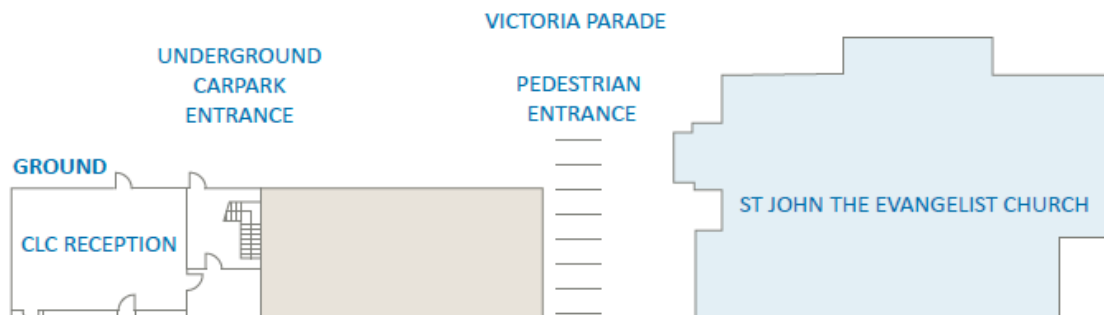 VICTORIA PARADE
UNDERGROUND
CARPARK
ENTRANCE
PEDESTRIAN
ENTRANCE
GROUND
CLC RECEPTION
ST JOHN THE EVANGELIST CHURCH